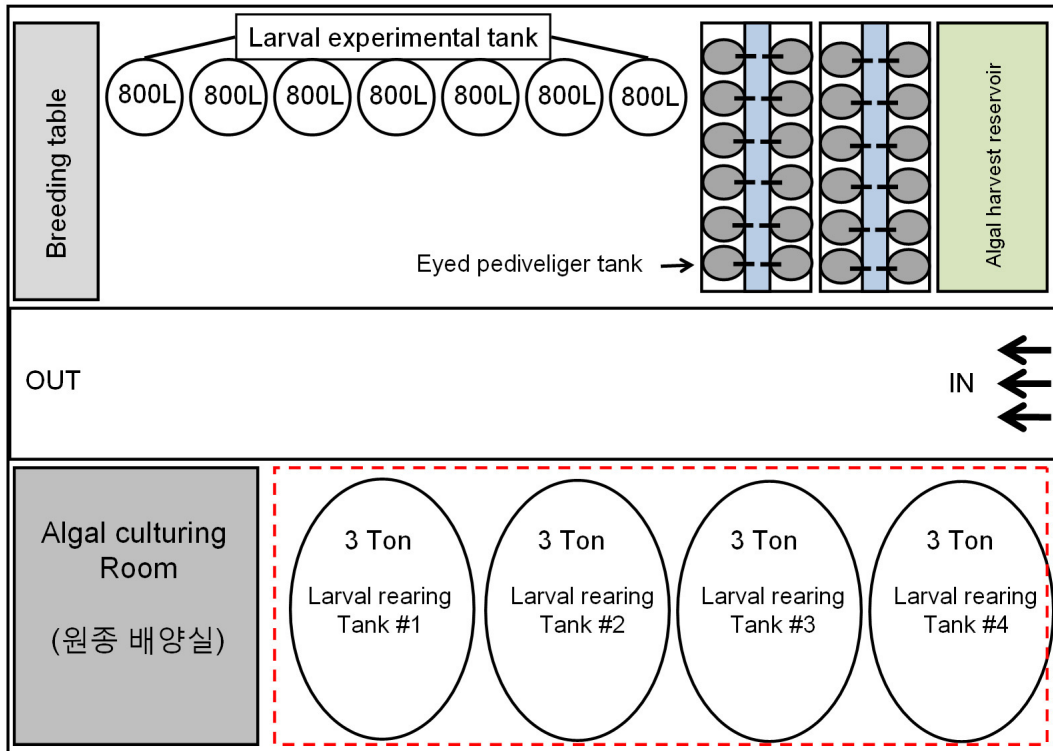 Larval experimental tank
Breeding table
800L
800L
800L
800L
800L
800L
800L
Eyed pediveliger tank
Algal harvest reservoir
OUT
IN
Algal culturing
Room
(원종 배양실)
3 Ton
Larval rearing
Tank #1
3 Ton
Larval rearing
Tank #2
3 Ton
Larval rearing
Tank #3
3 Ton
Larval rearing
Tank #4